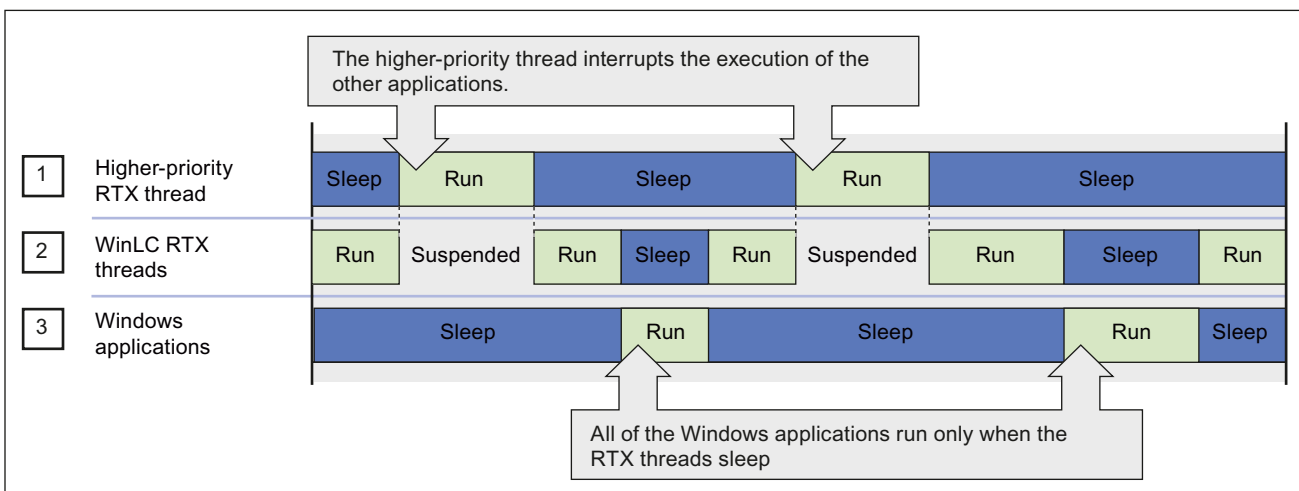 The higher-priority thread interrupts the execution of the
other applications.
1
Higher-priority
RTX thread
Sleep
Run
Sleep
Run
Sleep
2
WinLC RTX
threads
Run
Suspended
Run
Sleep
Run
Suspended
Run
Sleep
Run
3
Windows
applications
Sleep
Run
Sleep
Run
Sleep
All of the Windows applications run only when the
RTX threads sleep